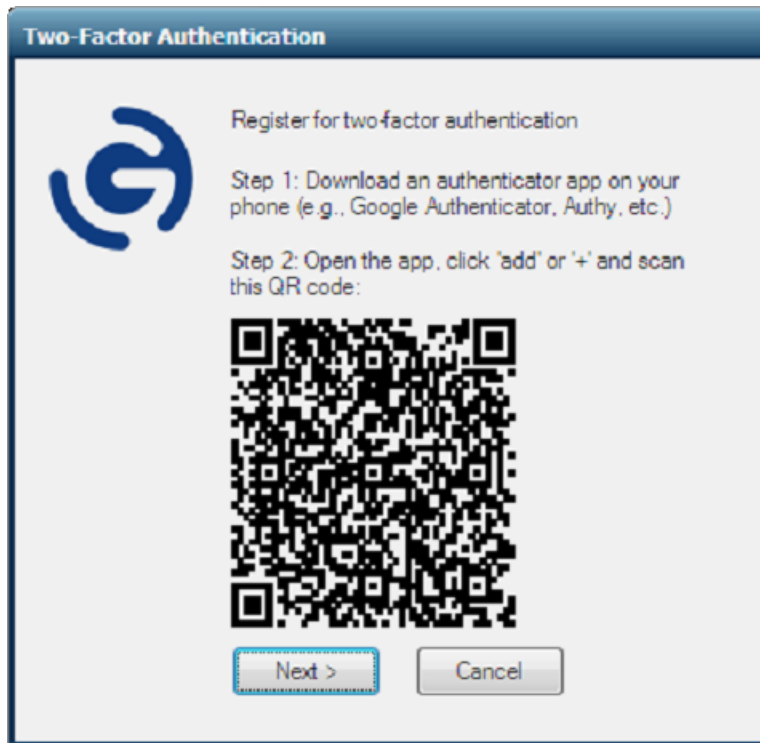 Two-Factor Authentication
Register for two-factor authentication
Step 1: Download an authenticator app on your
phone (e.g., Google Authenticator, Authy, etc.)
Step 2: Open the app, click 'add' or '+' and scan
this QR code:
Next >
Cancel